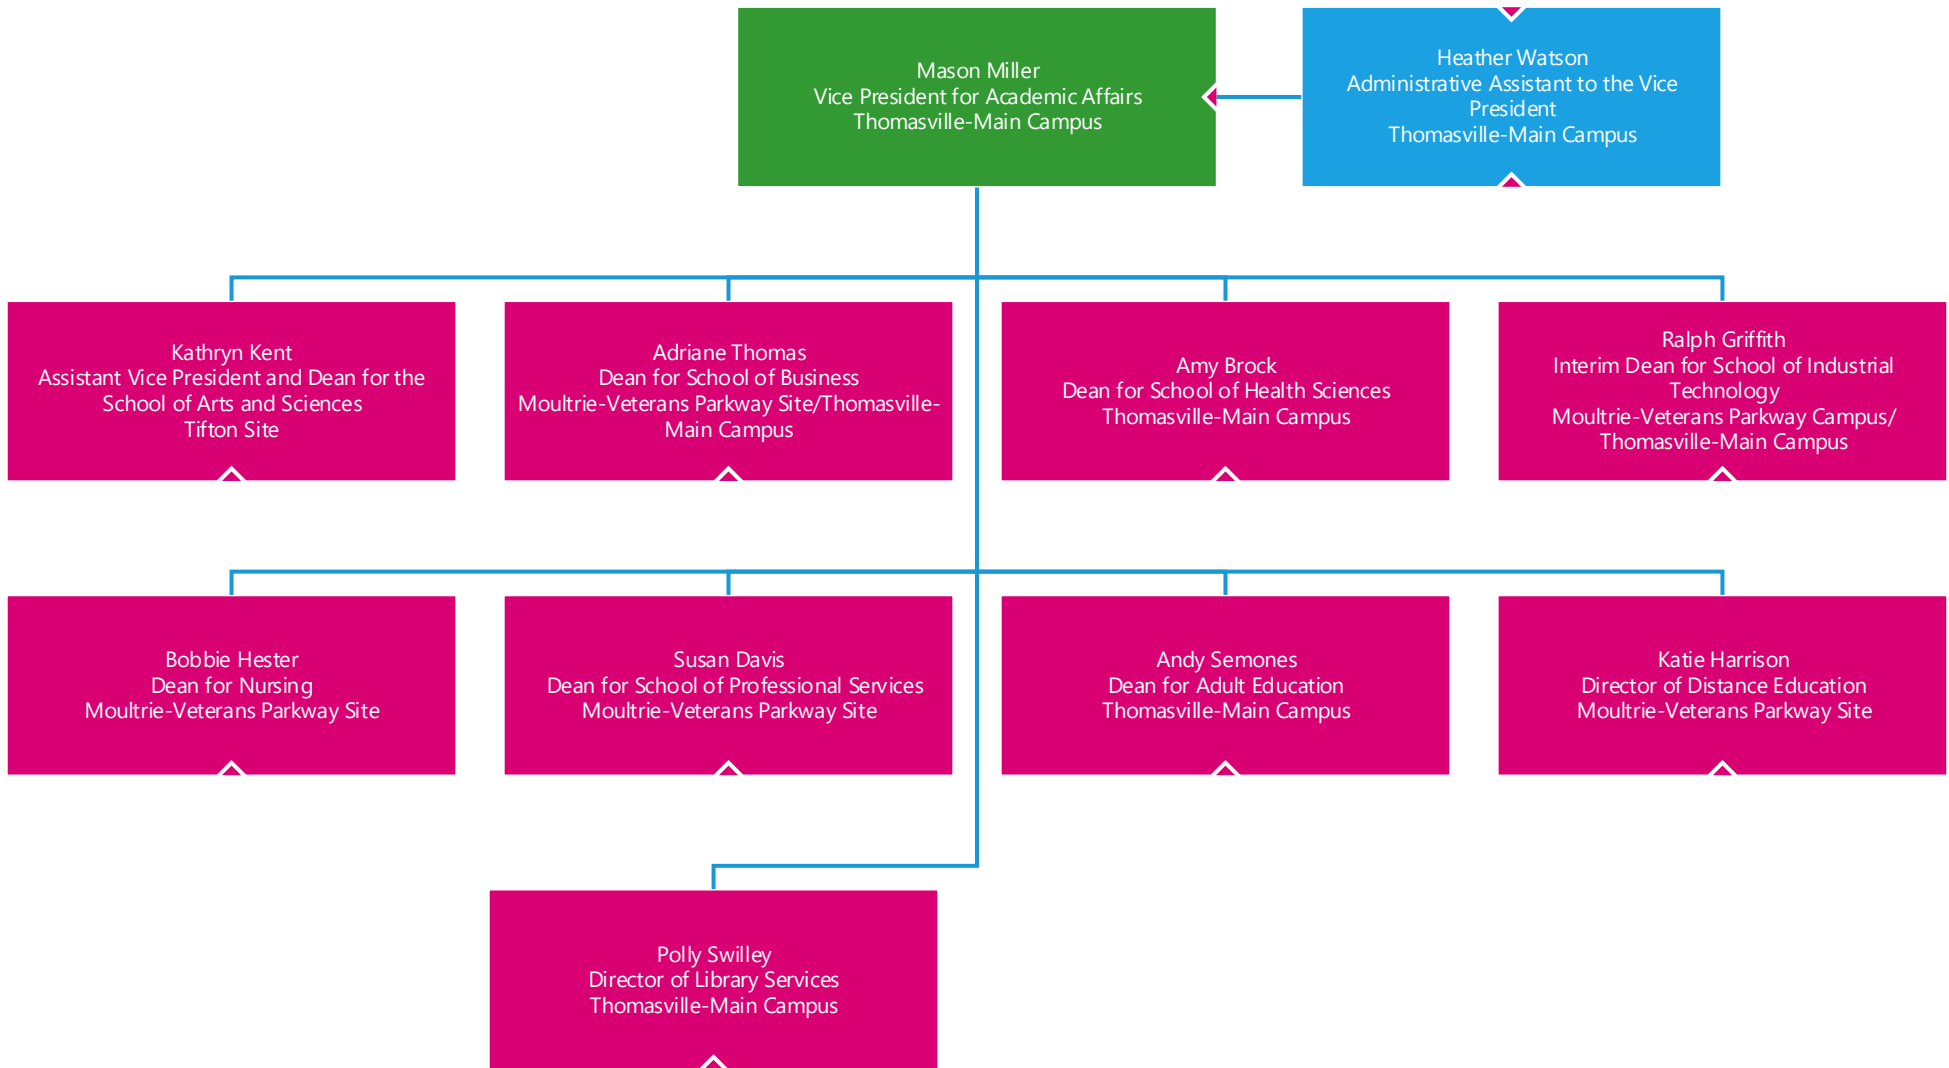 Mason Miller
Vice President for Academic Affairs
Thomasville-Main Campus
Heather Watson
Administrative Assistant to the Vice
President
Thomasville-Main Campus
Kathryn Kent
Assistant Vice President and Dean for the
School of Arts and Sciences
Tifton Site
Adriane Thomas
Dean for School of Business
Moultrie-Veterans Parkway Site/Thomasville-
Main Campus
Amy Brock
Dean for School of Health Sciences
Thomasville-Main Campus
Ralph Griffith
Interim Dean for School of Industrial
Technology
Moultrie-Veterans Parkway Campus/
Thomasville-Main Campus
Bobbie Hester
Dean for Nursing
Moultrie-Veterans Parkway Site
Susan Davis
Dean for School of Professional Services
Moultrie-Veterans Parkway Site
Andy Semones
Dean for Adult Education
Thomasville-Main Campus
Katie Harrison
Director of Distance Education
Moultrie-Veterans Parkway Site
Polly Swilley
Director of Library Services
Thomasville-Main Campus